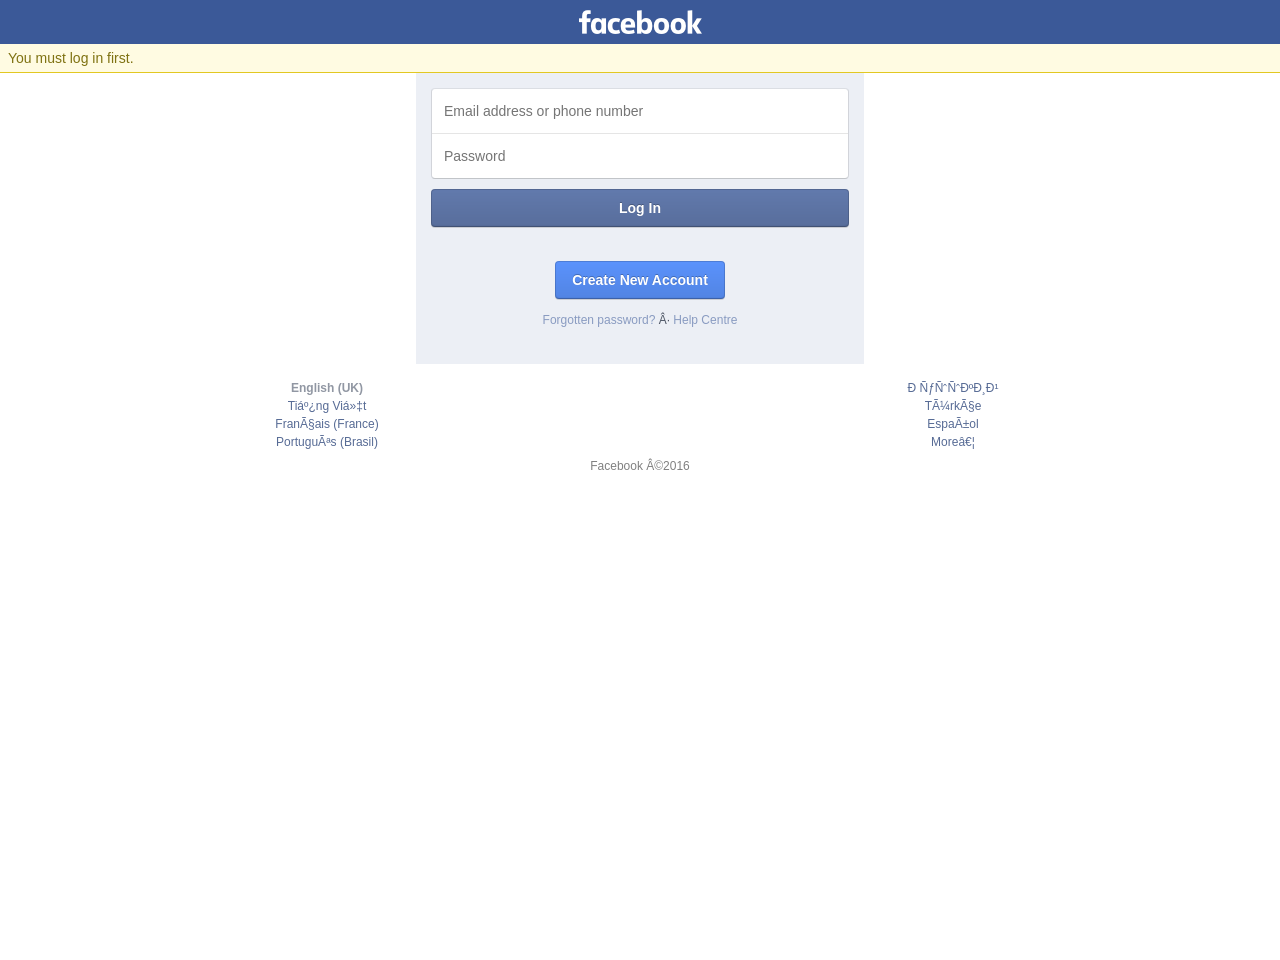 facebook
You must log in first.
Email address or phone number
Password
Log In
Create New Account
Forgotten password? Â· Help Centre
English (UK)
Tiáº¿ng Viá»‡t
FranÃ§ais (France)
PortuguÃªs (Brasil)
Ð ÑƒÑˆÑˆÐºÐ¸Ð¹
TÃ¼rkÃ§e
EspaÃ±ol
Moreâ€¦
Facebook Â©2016